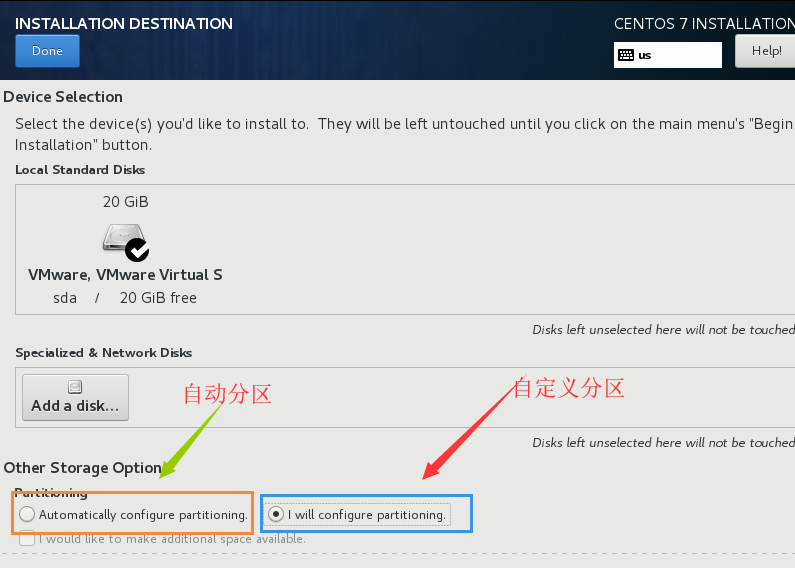 INSTALLATION DESTINATION
CENTOS 7 INSTALLATION
Done
us
Help!
Device Selection
Select the device(s) you'd like to install to.  They will be left untouched until you click on the main menu's "Begin
Installation" button.
Local Standard Disks
20 GiB
VMware, VMware Virtual S
sda / 20 GiB free
Disks left unselected here will not be touched
Specialized & Network Disks
自动分区
自定义分区
Add a disk...
Disks left unselected here will not be touched
Other Storage Option
Partitioning
Automatically configure partitioning.
I will configure partitioning.
I would like to make additional space available.